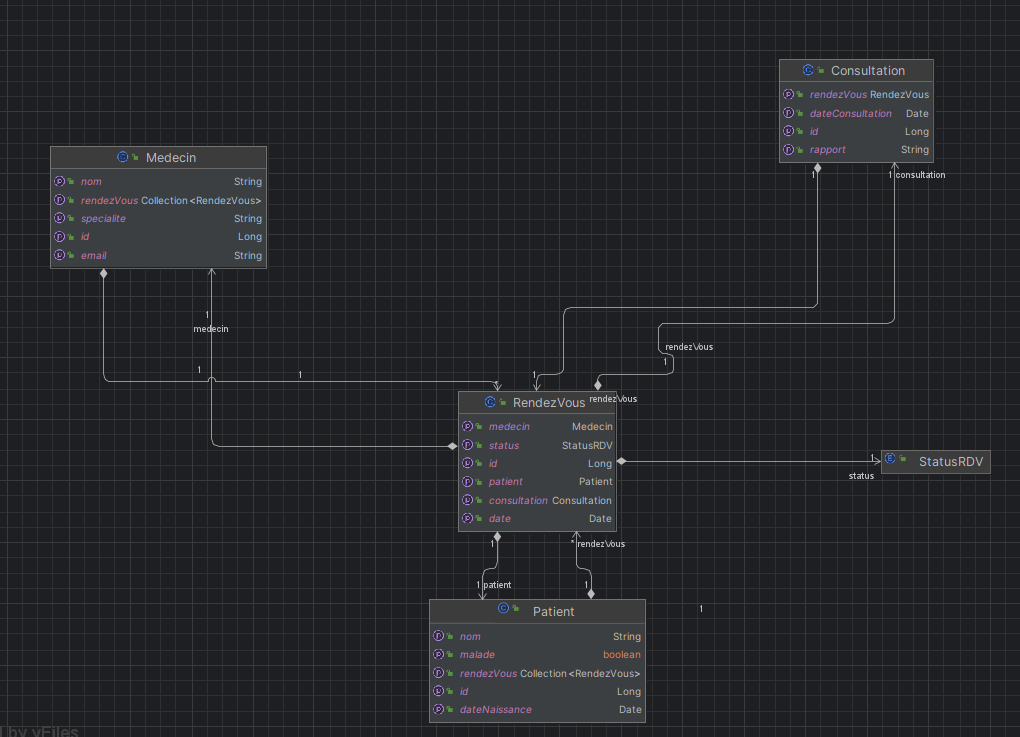 Consultation
rendezVous RendezVous
dateConsultation Date
id Long
rapport String
1
1 consultation
Medecin
nom String
rendezVous Collection<RendezVous>
specialite String
id Long
email String
1
medecin
1
1
*
1
rendezVous
1
rendezVous
RendezVous
medecin Medecin
status StatusRDV
id Long
patient Patient
consultation Consultation
date Date
1
status
StatusRDV
1
* rendezVous
1 patient
1
1
Patient
nom String
malade boolean
rendezVous Collection<RendezVous>
id Long
dateNaissance Date
by yFiles